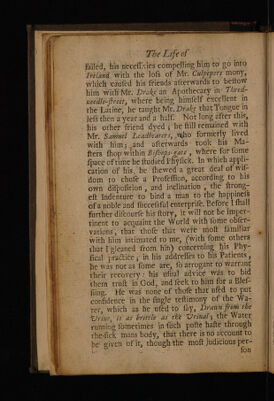 The Life of
failed, his necessities compelling him to go into
Ireland with the loss of Mr. Culpepers mony,
which caused his friends afterwards to bestow
him with Mr. Drake an Apothecary in Thred-
needle-street, where being himself excellent in
the Latine, he taught Mr. Drake that Tongue in
less then a year and a half. Not long after this,
his other friend dyed; he still remained with
Mr. Samuel Leadbeaters, who formerly lived
with him; and afterwards took his Ma-
sters shop within Bishops-gate, where for some
space of time he studied Physick. In which appli-
cation of his, he shewed a great deal of wis-
dom to chuse a Profession, according to his
own disposition, and inclination, the strong-
est Indenture to bind a man to the happiness
of a noble and successful enterprise. Before I shall
further discourse his story, it will not be imper-
tinent to acquaint the World with some obser-
vations, that those that were most familiar
with him intimated to me, (with some others
that I gleaned from him) concerning his Phy-
sical practice; in his addresses to his Patients,
he was not as some are, so arrogant to warrant
their recovery: his usual advice was to bid
them trust in God, and seek to him for a Bles-
sing. He was none of those that used to put
confidence in the single testimony of the Wa-
ter, which as he used to say, Drawn from the
Urine, is as brittle as the Urinal; the Water
running sometimes in such poste haste through
the sick mans body, that there is no account to
be given of it, though the most judicious per-
son